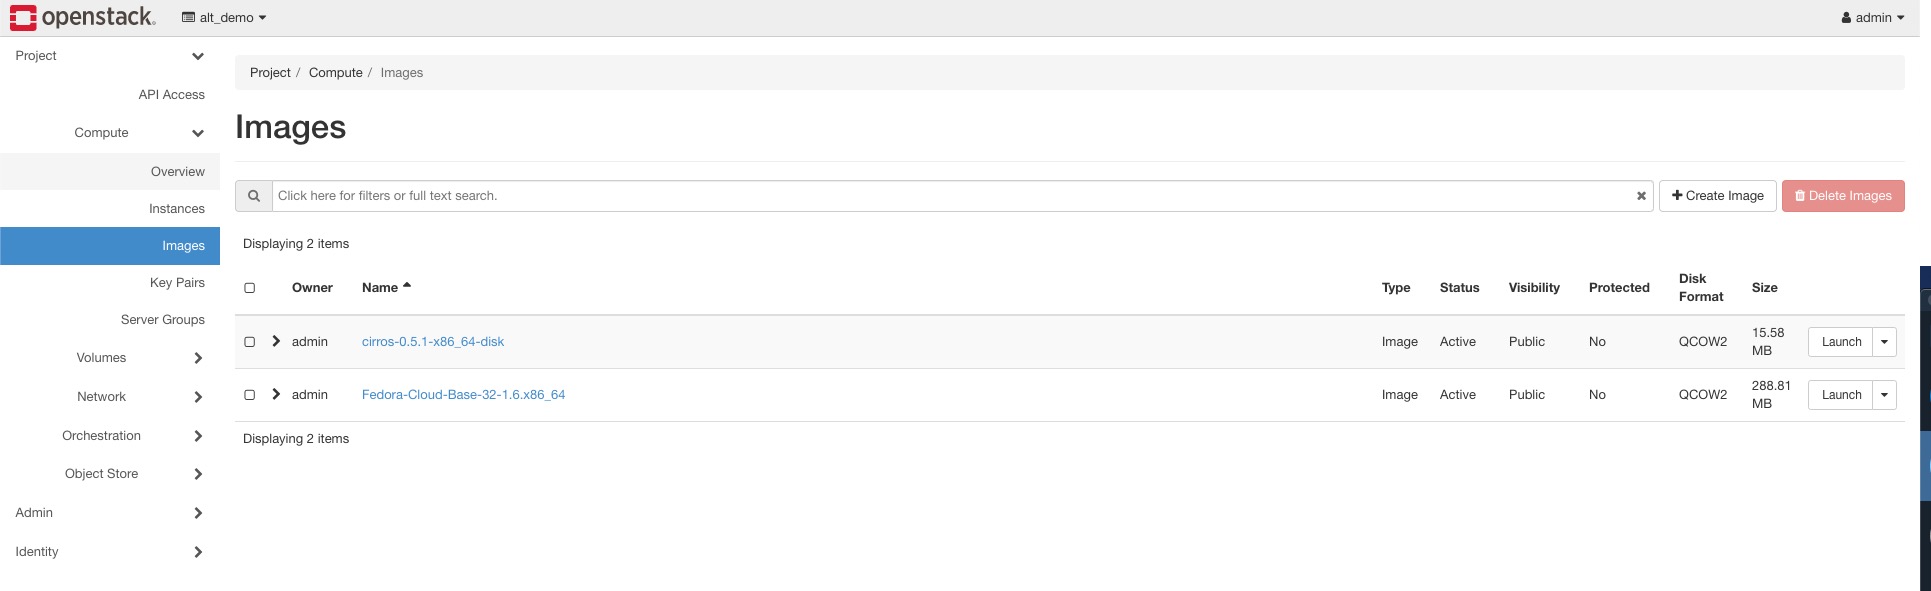 openstack.
alt_demo
admin
Project
API Access
Compute
Overview
Instances
Images
Key Pairs
Server Groups
Volumes
Network
Orchestration
Object Store
Admin
Identity
Project / Compute / Images
Images
Click here for filters or full text search.
Create Image
Delete Images
Displaying 2 items
Owner Name Type Status Visibility Protected Disk Format Size
admin cirros-0.5.1-x86_64-disk Image Active Public No QCOW2 15.58 MB Launch
admin Fedora-Cloud-Base-32-1.6.x86_64 Image Active Public No QCOW2 288.81 MB Launch
Displaying 2 items